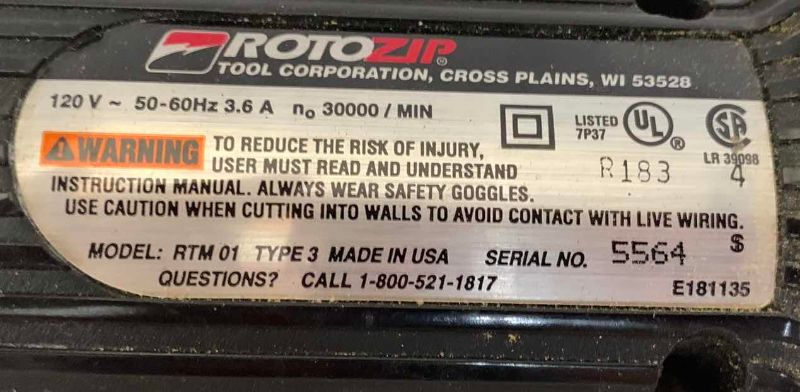 ROTOZIP®
TOOL CORPORATION, CROSS PLAINS, WI 53528
120 V ~ 50-60Hz 3.6 A n₀ 30000 / MIN
LISTED
7P37
UL ®
SA
LR 39098
4
R183
WARNING TO REDUCE THE RISK OF INJURY,
USER MUST READ AND UNDERSTAND
INSTRUCTION MANUAL. ALWAYS WEAR SAFETY GOGGLES.
USE CAUTION WHEN CUTTING INTO WALLS TO AVOID CONTACT WITH LIVE WIRING.
MODEL: RTM 01 TYPE 3 MADE IN USA SERIAL NO. 5564 $
QUESTIONS? CALL 1-800-521-1817
E181135